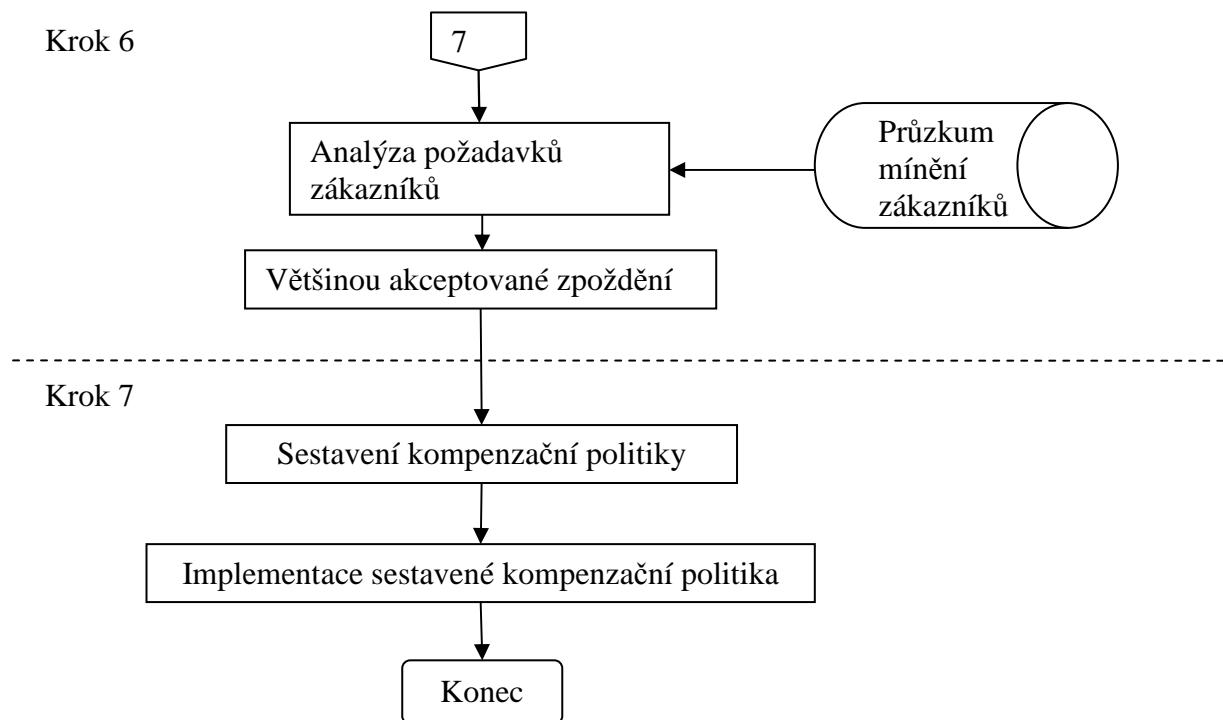 Krok 6
7
Analýza požadavků
zákazníků
Průzkum
mínění
zákazníků
Většinou akceptované zpoždění
Krok 7
Sestavení kompenzační politiky
Implementace sestavené kompenzační politika
Konec